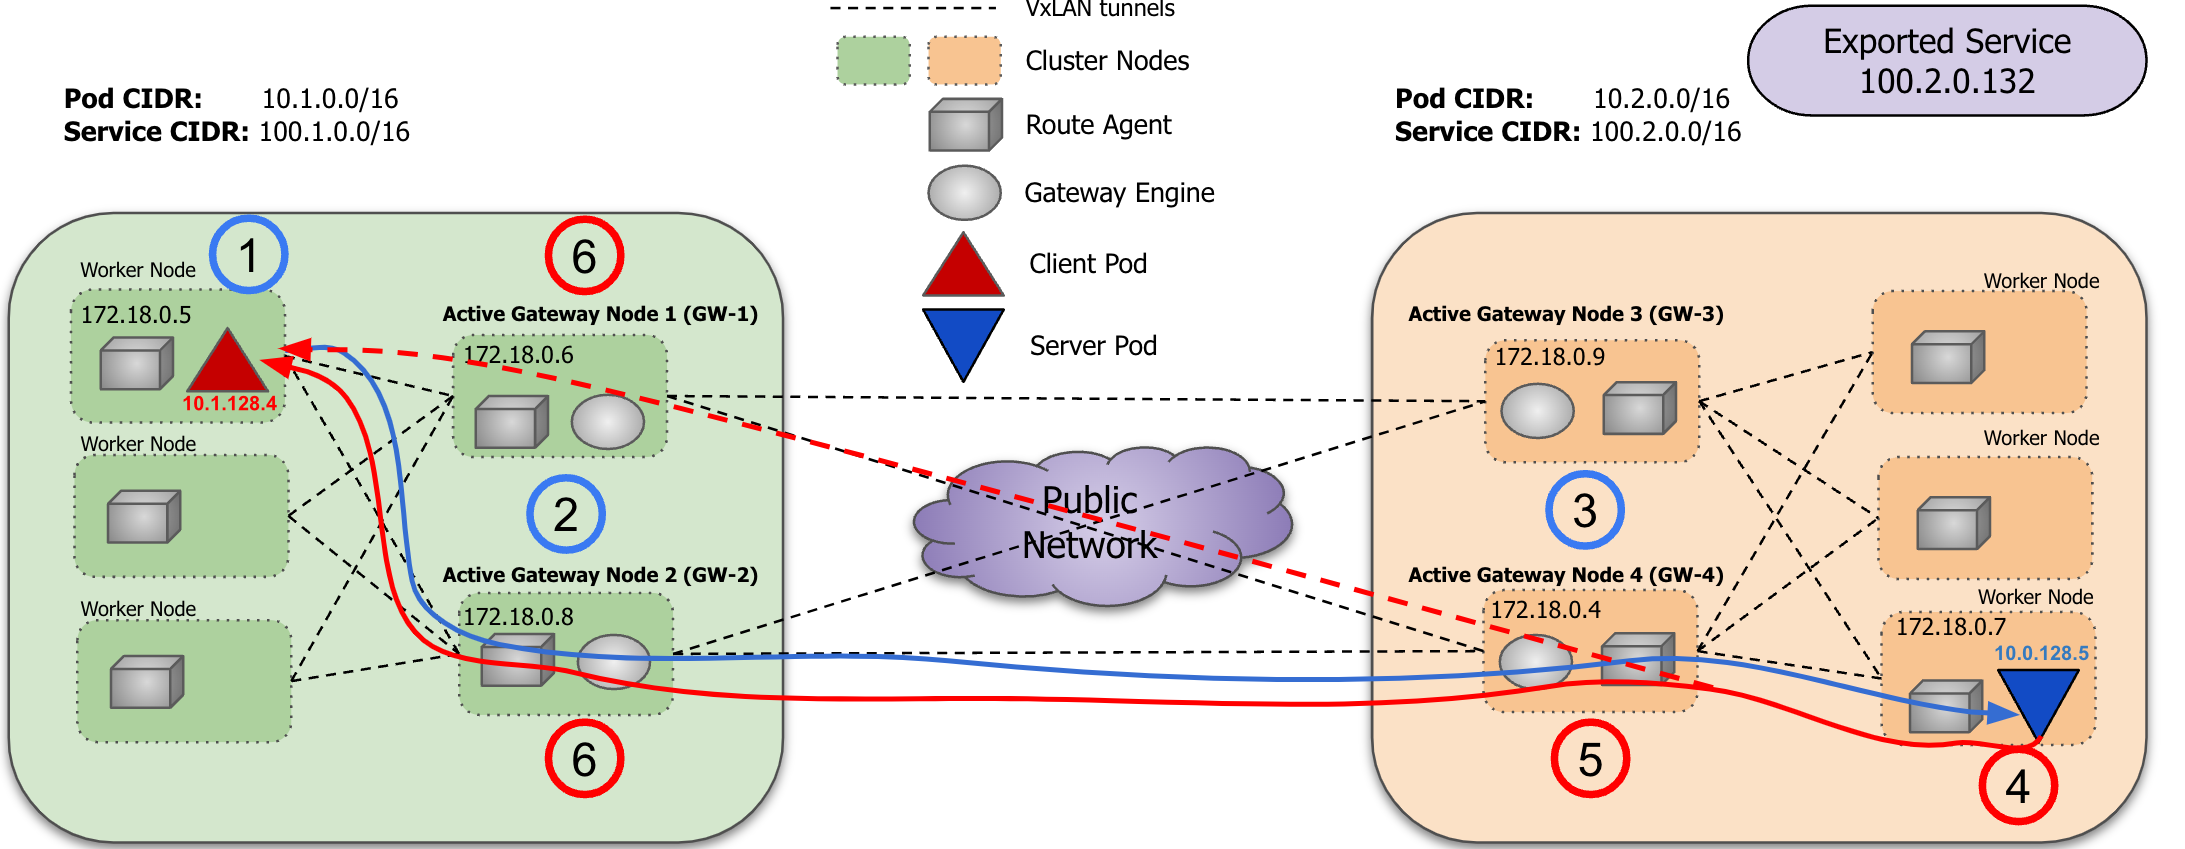 VxLAN tunnels
Cluster Nodes
Route Agent
Gateway Engine
Client Pod
Server Pod
Exported Service
100.2.0.132
Pod CIDR: 10.1.0.0/16
Service CIDR: 100.1.0.0/16
Pod CIDR: 10.2.0.0/16
Service CIDR: 100.2.0.0/16
1
6
Worker Node
172.18.0.5
10.1.128.4
Active Gateway Node 1 (GW-1)
172.18.0.6
Worker Node
2
Active Gateway Node 2 (GW-2)
172.18.0.8
Worker Node
6
Public
Network
Active Gateway Node 3 (GW-3)
172.18.0.9
3
Active Gateway Node 4 (GW-4)
172.18.0.4
5
Worker Node
Worker Node
Worker Node
172.18.0.7
10.0.128.5
4